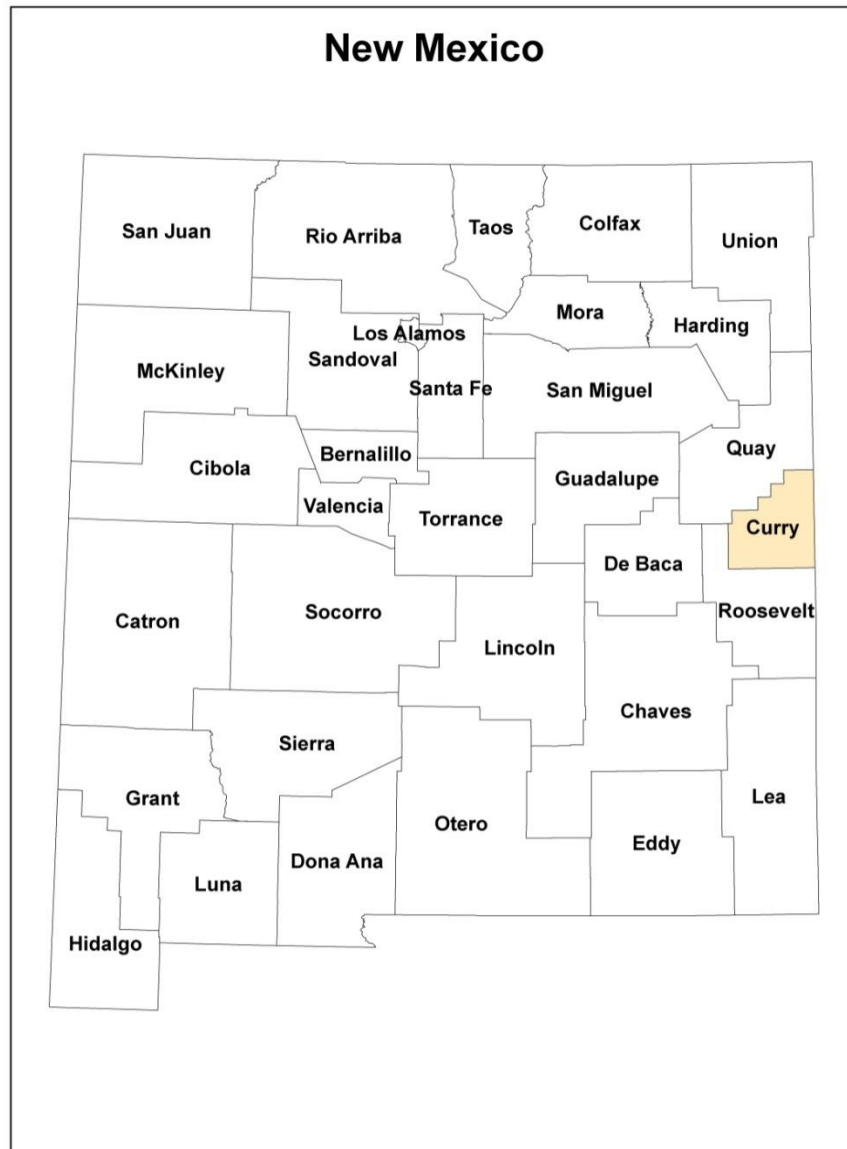 New Mexico
San Juan
Rio Arriba
Taos
Colfax
Union
Mora
Harding
Los Alamos
Sandoval
McKinley
Santa Fe
San Miguel
Quay
Bernalillo
Cibola
Guadalupe
Valencia
Torrance
Curry
De Baca
Roosevelt
Catron
Socorro
Lincoln
Chaves
Sierra
Grant
Lea
Otero
Eddy
Dona Ana
Luna
Hidalgo